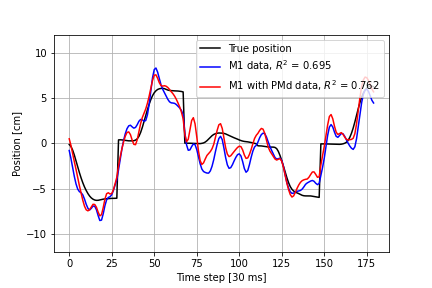 True position
M1 data, R² = 0.695
M1 with PMd data, R² = 0.762
Position [cm]
10
5
0
−5
−10
0 25 50 75 100 125 150 175
Time step [30 ms]